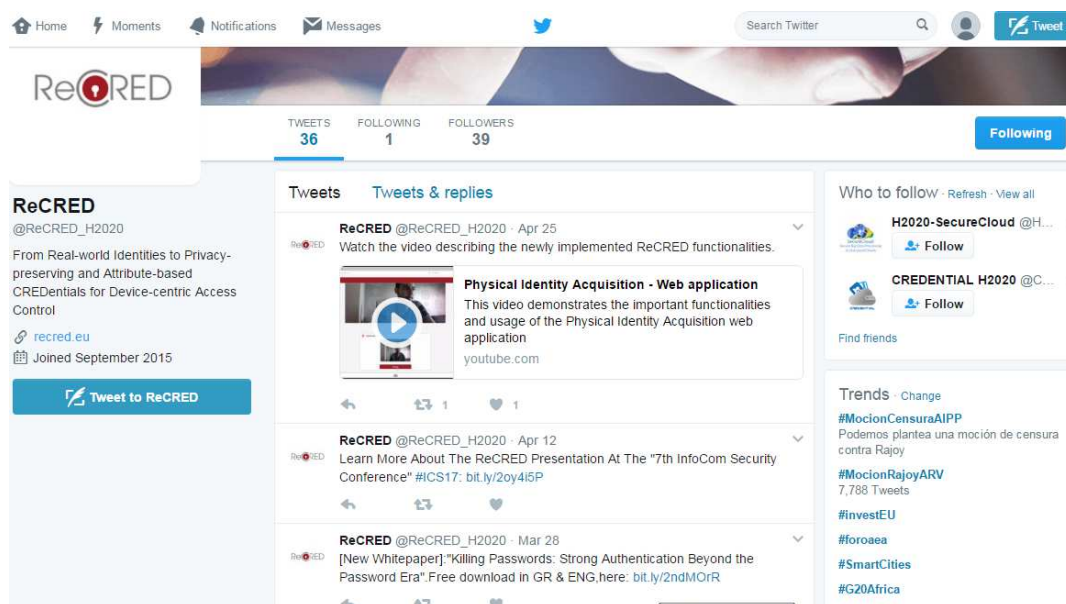 Home Moments Notifications Messages Search Twitter Tweet
ReCRED
TWEETS FOLLOWING FOLLOWERS
36 1 39
Following
ReCRED
@ReCRED_H2020
From Real-world Identities to Privacy-
preserving and Attribute-based
CREDentials for Device-centric Access
Control
recred.eu
Joined September 2015
Tweet to ReCRED
Tweets Tweets & replies
ReCRED
ReCRED @ReCRED_H2020 · Apr 25
Watch the video describing the newly implemented ReCRED functionalities.
Physical Identity Acquisition - Web application
This video demonstrates the important functionalities
and usage of the Physical Identity Acquisition web
application
youtube.com
1 1
ReCRED
ReCRED @ReCRED_H2020 · Apr 12
Learn More About The ReCRED Presentation At The "7th InfoCom Security
Conference" #ICS17: bit.ly/2oy4i5P
ReCRED
ReCRED @ReCRED_H2020 · Mar 28
[New Whitepaper]:"Killing Passwords: Strong Authentication Beyond the
Password Era".Free download in GR & ENG,here: bit.ly/2ndMOrR
Who to follow · Refresh · View all
H2020-SecureCloud @H...
Follow
CREDENTIAL H2020 @C...
Follow
Find friends
Trends · Change
#MocionCensuraAIPP
Podemos plantea una moción de censura
contra Rajoy
#MocionRajoyARV
7,788 Tweets
#investEU
#foroaea
#SmartCities
#G20Africa